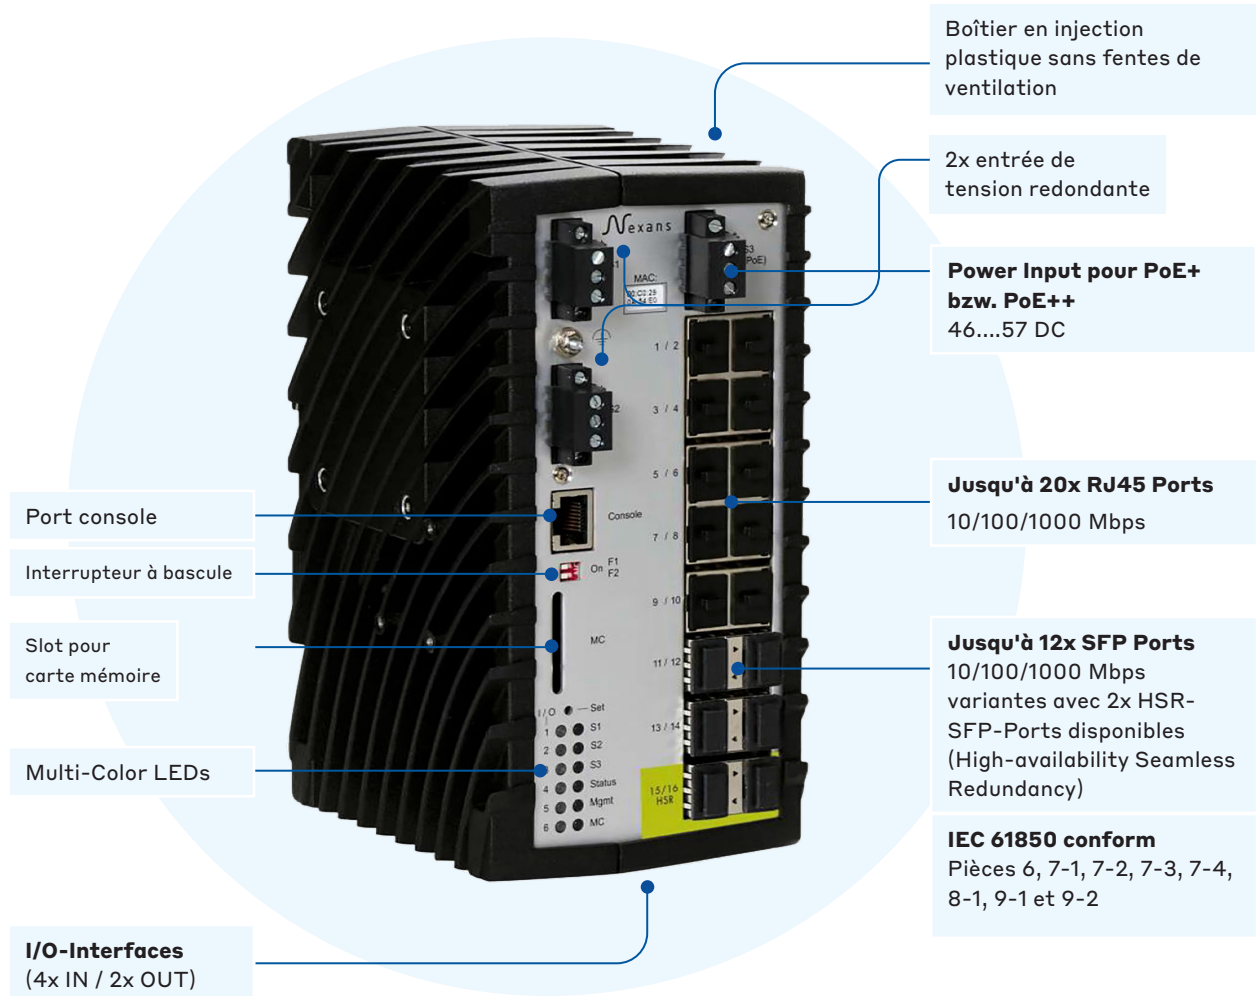 Boîtier en injection
plastique sans fentes de
ventilation
2x entrée de
tension redondante
Power Input pour PoE+
bzw. PoE++
46....57 DC
Jusqu'à 20x RJ45 Ports
10/100/1000 Mbps
Jusqu'à 12x SFP Ports
10/100/1000 Mbps
variantes avec 2x HSR-
SFP-Ports disponibles
(High-availability Seamless
Redundancy)
IEC 61850 conform
Pièces 6, 7-1, 7-2, 7-3, 7-4,
8-1, 9-1 et 9-2
Port console
Interrupteur à bascule
Slot pour
carte mémoire
Multi-Color LEDs
I/O-Interfaces
(4x IN / 2x OUT)
Nexans
S1
S3
PoE)
MAC:
1 / 2
S2
3 / 4
5 / 6
Console
7 / 8
On F1
F2
9 / 10
MC
11 / 12
I/O
Set
1 S1
13 / 14
2 S2
S3
4 Status
15/16
HSR
5 Mgmt
6 MC